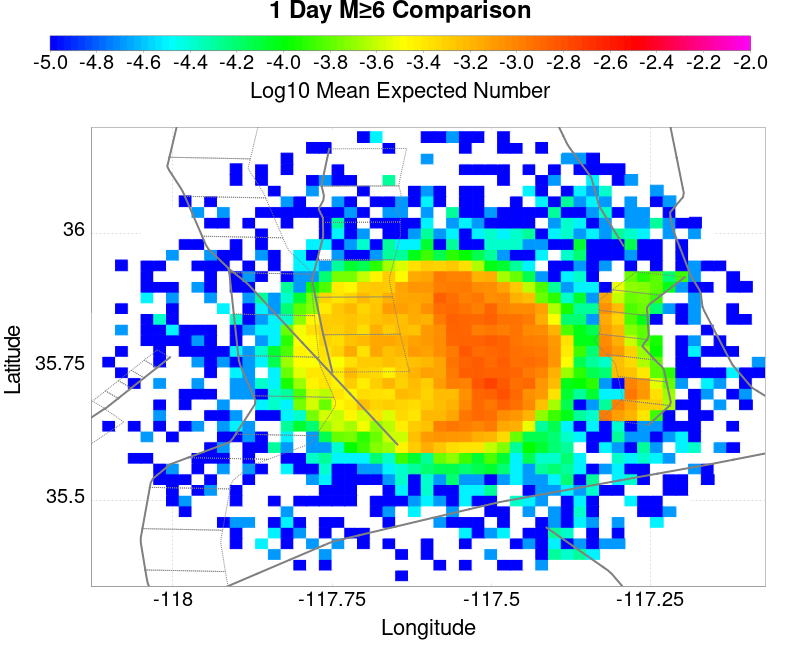 1 Day M≥6 Comparison
-5.0 -4.8 -4.6 -4.4 -4.2 -4.0 -3.8 -3.6 -3.4 -3.2 -3.0 -2.8 -2.6 -2.4 -2.2 -2.0
Log10 Mean Expected Number
36
35.75
35.5
Latitude
-118 -117.75 -117.5 -117.25
Longitude